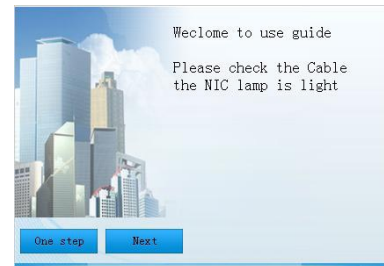 Weclome to use guide
Please check the Cable
the NIC lamp is light
One step
Next